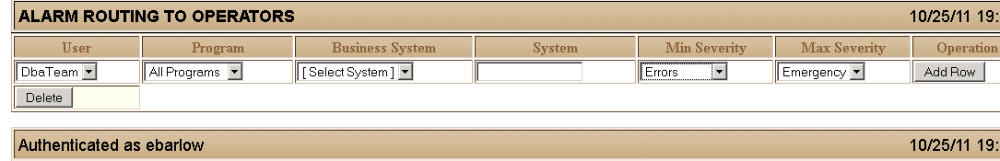 ALARM ROUTING TO OPERATORS 10/25/11 19:
User Program Business System System Min Severity Max Severity Operation
DbaTeam All Programs [ Select System ] Errors Emergency Add Row
Delete
Authenticated as ebarlow 10/25/11 19: